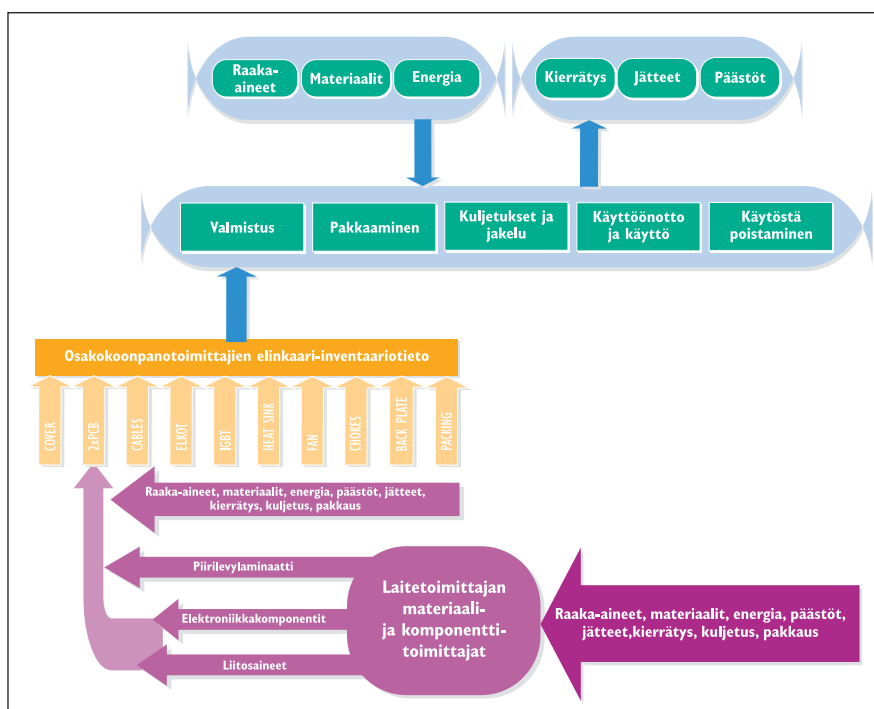 Raaka-
aineet
Materiaalit
Energia
Kierrätys
Jätteet
Päästöt
Valmistus
Pakkaaminen
Kuljetukset ja
jakelu
Käyttöönotto
ja käyttö
Käytöstä
poistaminen
Osakokoonpanotoimittajien elinkaari-inventaariotieto
COVER
2xPCB
CABLES
ELKOT
IGBT
HEAT SINK
FAN
CHOKES
BACK PLATE
PACKING
Raaka-aineet, materiaalit, energia, päästöt, jätteet,
kierrätys, kuljetus, pakkaus
Piirilevylaminaatti
Elektroniikkakomponentit
Liitosaineet
Laitetoimittajan
materiaali-
ja komponentti-
toimittajat
Raaka-aineet, materiaalit, energia, päästöt,
jätteet,kierrätys, kuljetus, pakkaus